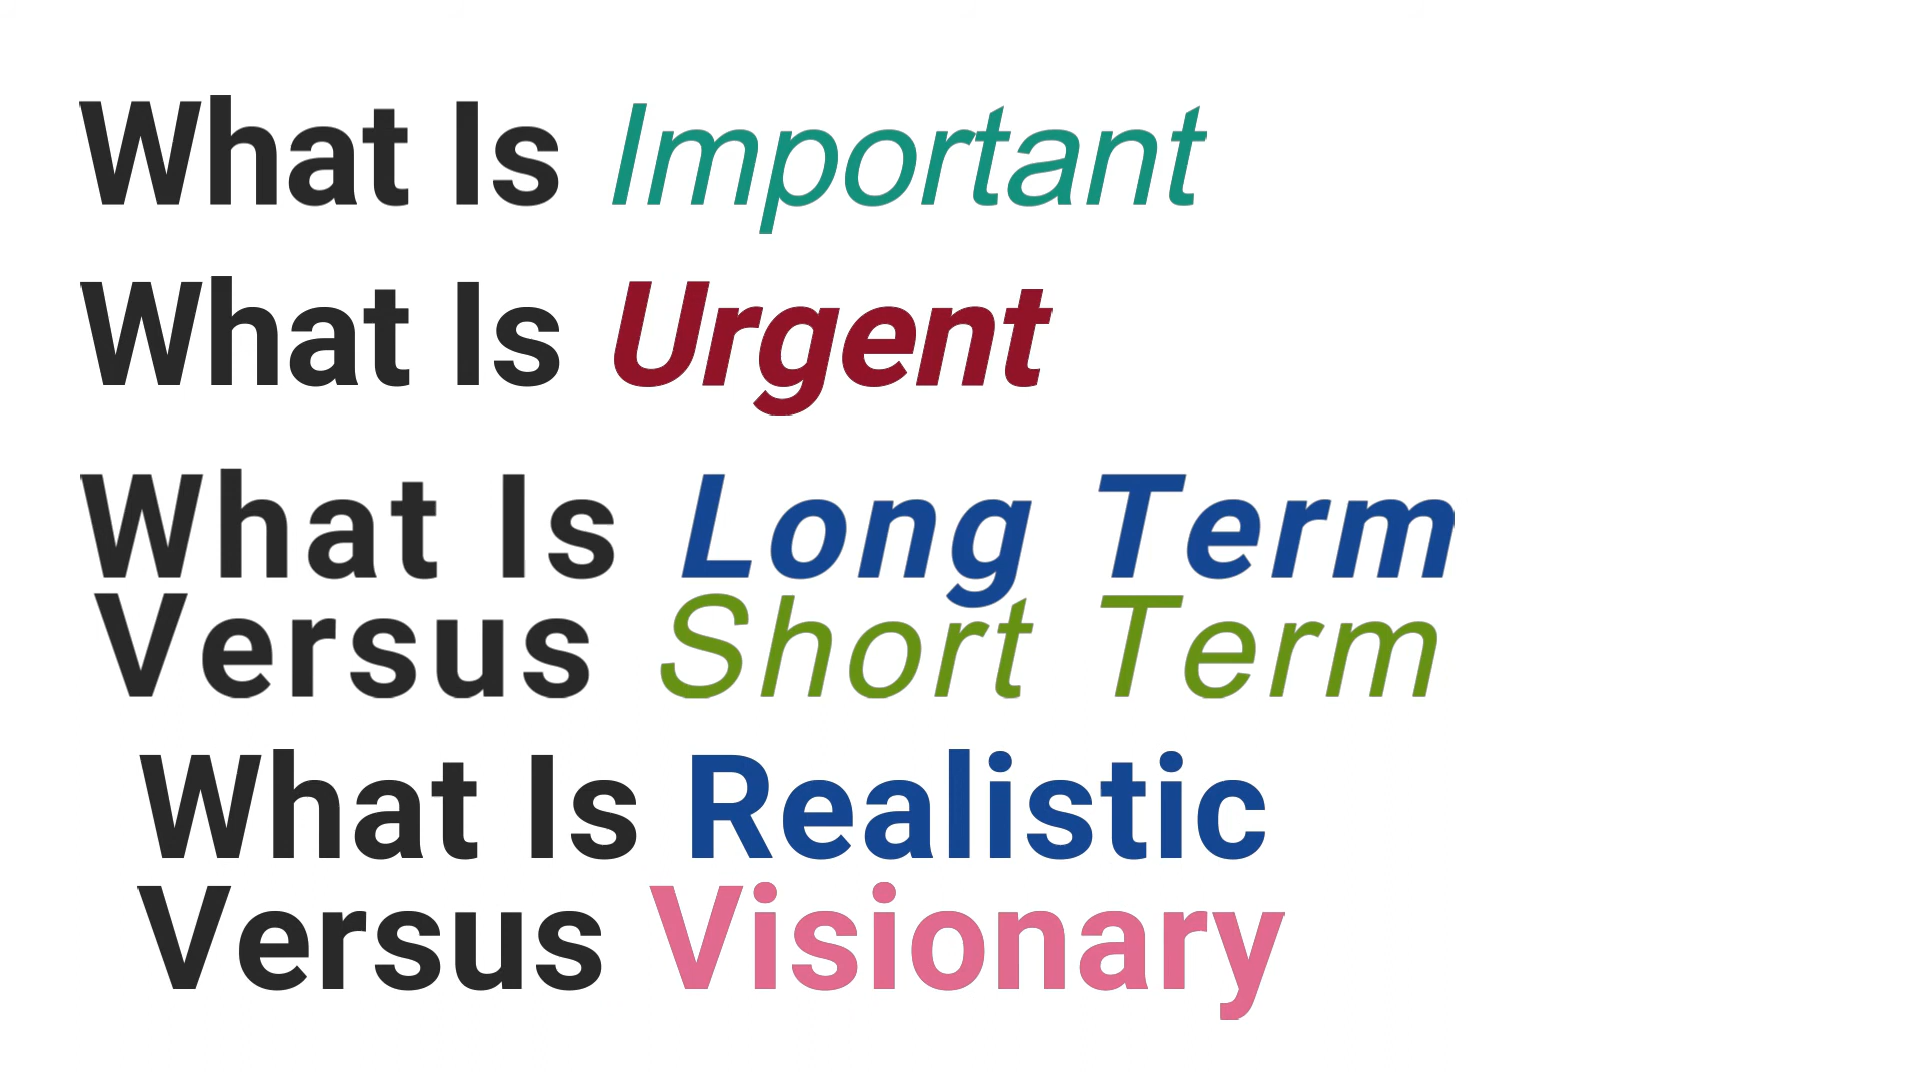 What Is Important
What Is Urgent
What Is Long Term
Versus Short Term
What Is Realistic
Versus Visionary